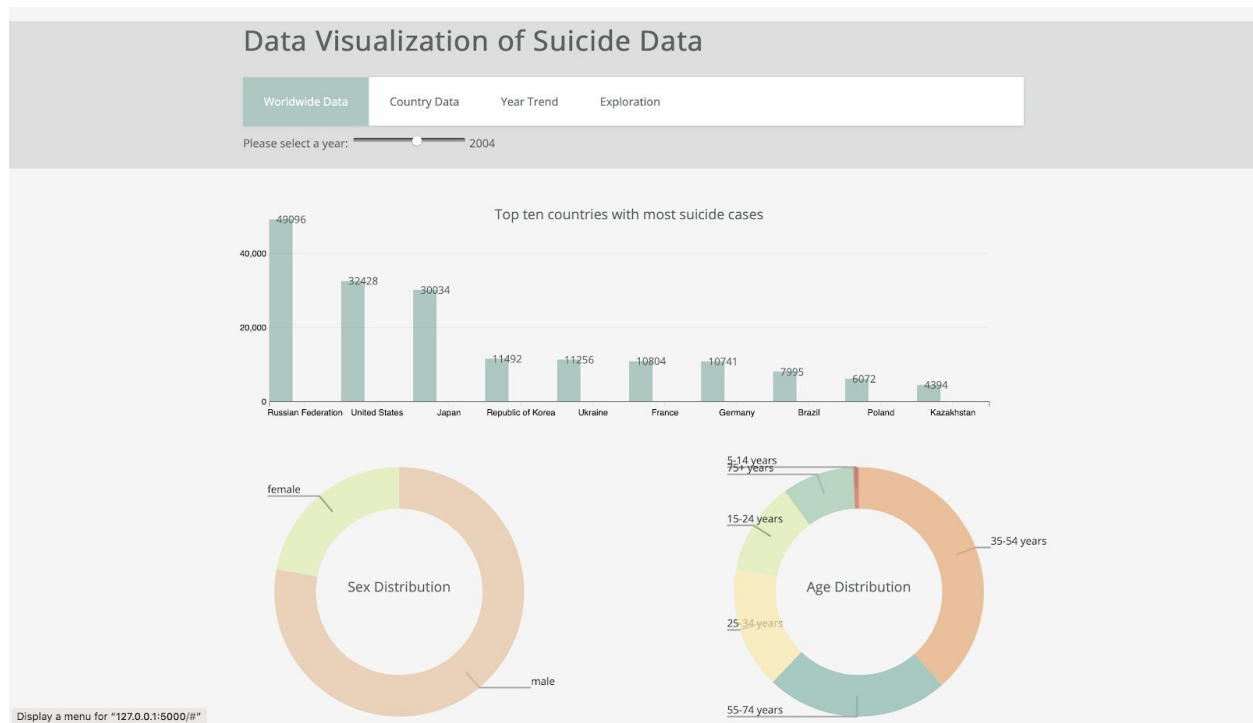 Data Visualization of Suicide Data
Worldwide Data Country Data Year Trend Exploration
Please select a year: 2004
Top ten countries with most suicide cases
49096
40,000
32428
30034
20,000
11492 11256 10804 10741
7995
6072
4394
0
Russian Federation United States Japan Republic of Korea Ukraine France Germany Brazil Poland Kazakhstan
female
Sex Distribution
male
5-14 years
75+ years
15-24 years
35-54 years
Age Distribution
25-34 years
55-74 years
Display a menu for "127.0.0.1:5000/#"